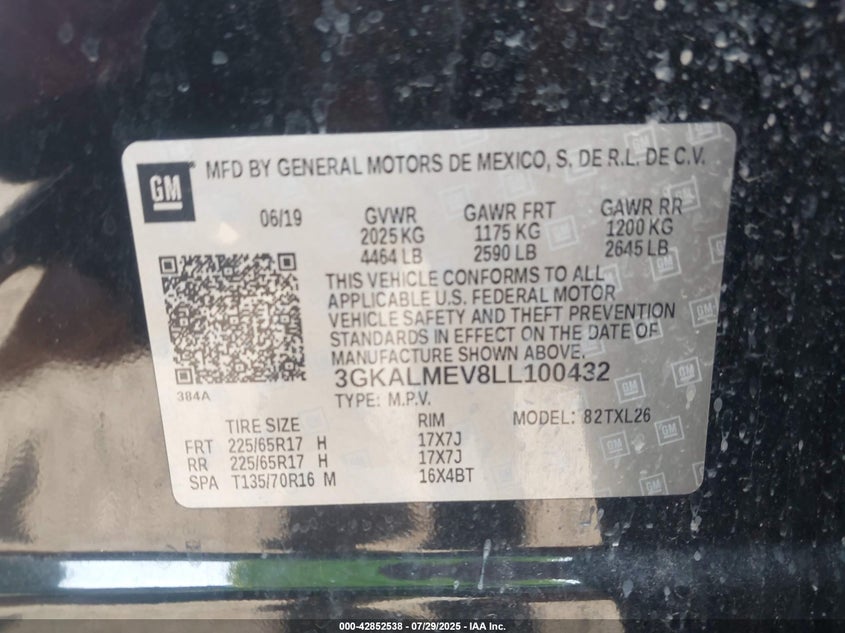 GM
MFD BY GENERAL MOTORS DE MEXICO, S. DE R.L. DE C.V.
06/19 GVWR GAWR FRT GAWR RR
2025 KG 1175 KG 1200 KG
4464 LB 2590 LB 2645 LB
THIS VEHICLE CONFORMS TO ALL
APPLICABLE U.S. FEDERAL MOTOR
VEHICLE SAFETY AND THEFT PREVENTION
STANDARDS IN EFFECT ON THE DATE OF
MANUFACTURE SHOWN ABOVE.
3GKALMEV8LL100432
384A
TYPE: M.P.V. MODEL: 82TXL26
TIRE SIZE RIM
FRT 225/65R17 H 17X7J
RR 225/65R17 H 17X7J
SPA T135/70R16 M 16X4BT
000-42852538 - 07/29/2025 - IAA Inc.